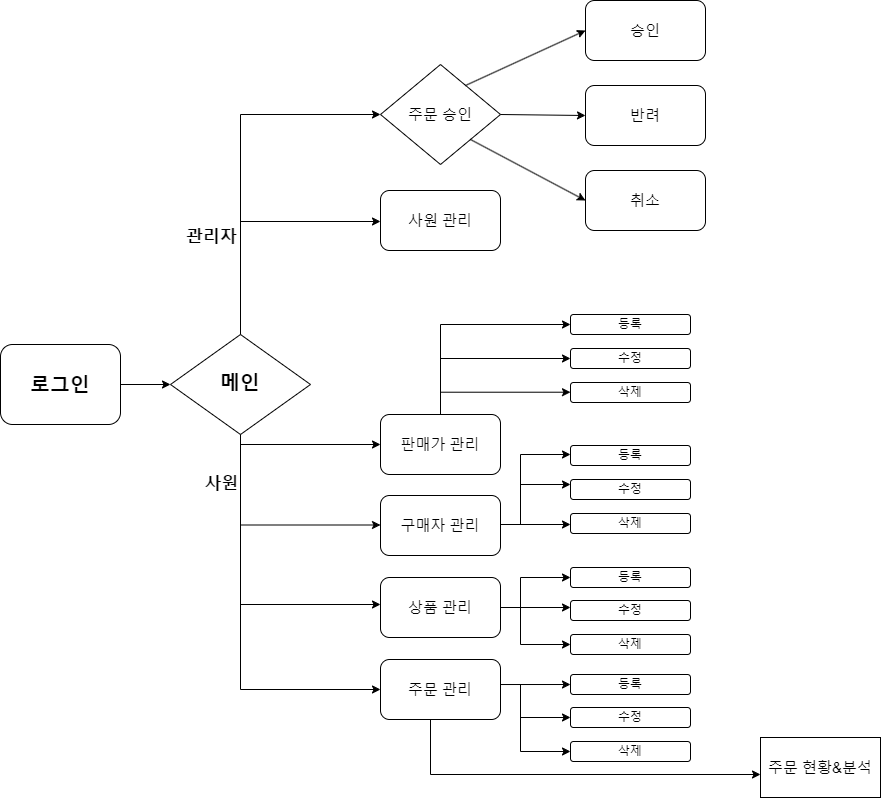 승인
주문 승인
반려
취소
사원 관리
관리자
로그인
메인
사원
판매가 관리
등록
수정
삭제
구매자 관리
등록
수정
삭제
상품 관리
등록
수정
삭제
주문 관리
등록
수정
삭제
주문 현황&분석